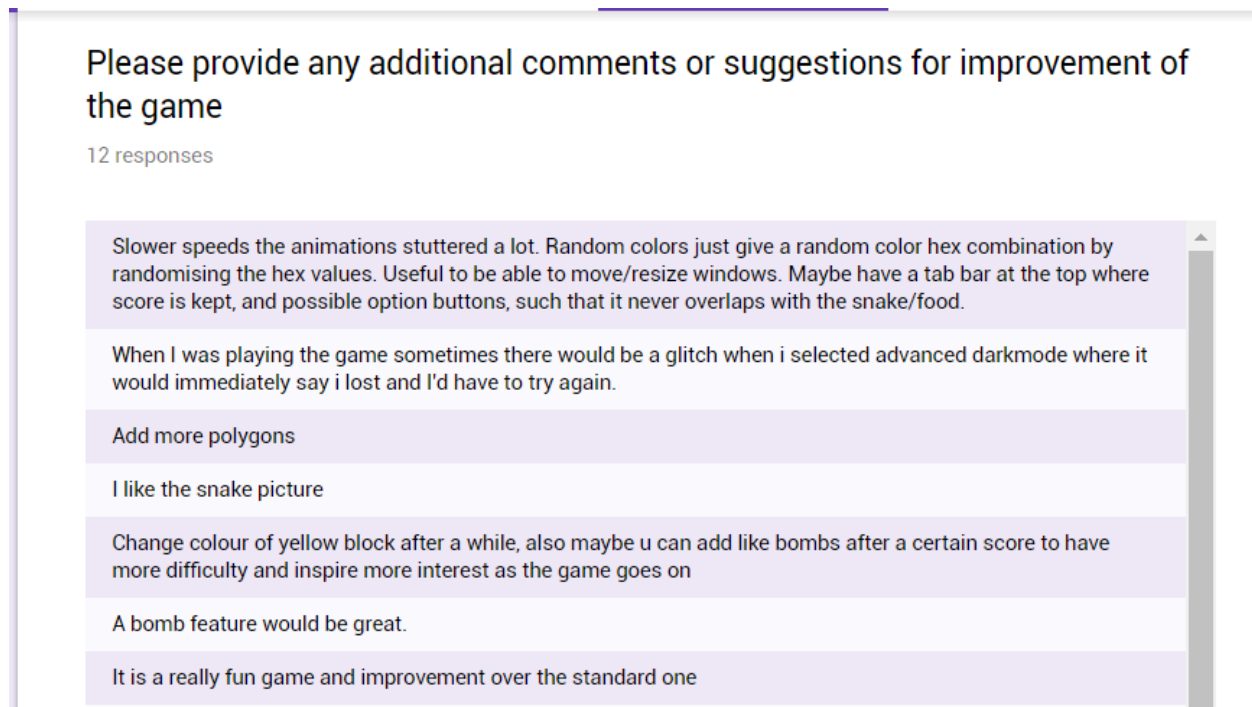 Please provide any additional comments or suggestions for improvement of
the game
12 responses
Slower speeds the animations stuttered a lot. Random colors just give a random color hex combination by
randomising the hex values. Useful to be able to move/resize windows. Maybe have a tab bar at the top where
score is kept, and possible option buttons, such that it never overlaps with the snake/food.
When I was playing the game sometimes there would be a glitch when i selected advanced darkmode where it
would immediately say i lost and I'd have to try again.
Add more polygons
I like the snake picture
Change colour of yellow block after a while, also maybe u can add like bombs after a certain score to have
more difficulty and inspire more interest as the game goes on
A bomb feature would be great.
It is a really fun game and improvement over the standard one